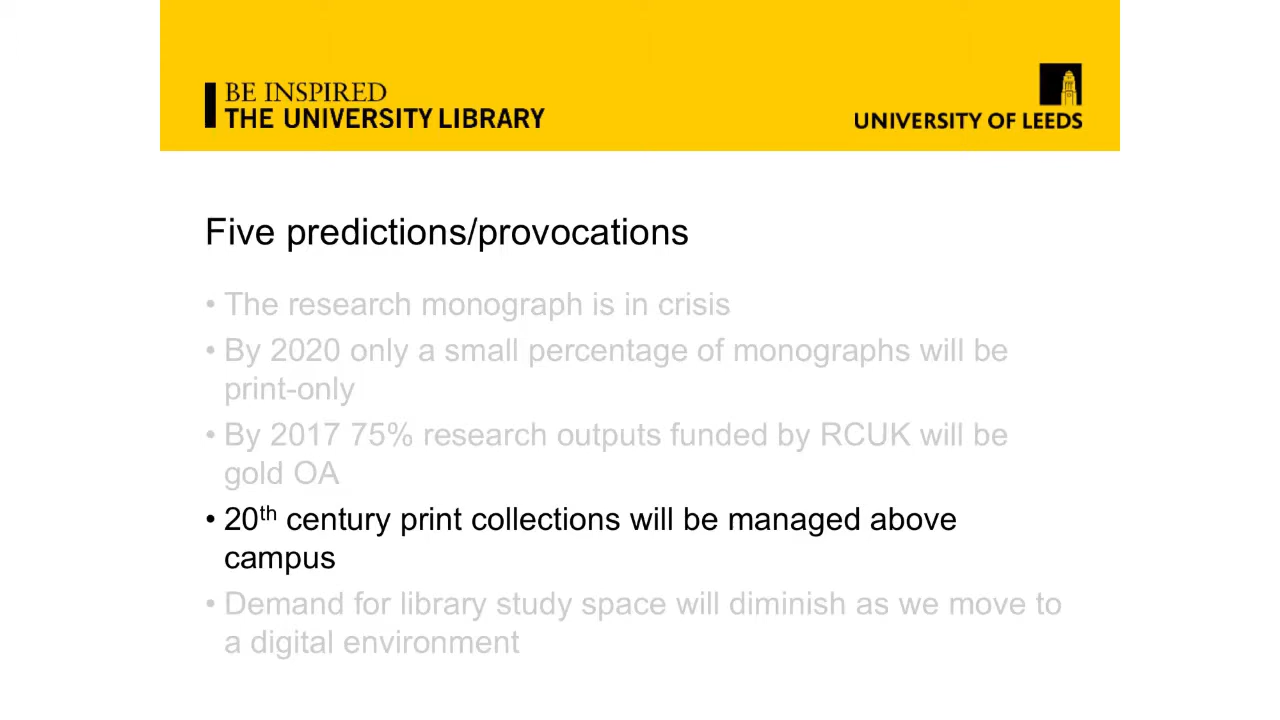 BE INSPIRED
THE UNIVERSITY LIBRARY
UNIVERSITY OF LEEDS
Five predictions/provocations
• The research monograph is in crisis
• By 2020 only a small percentage of monographs will be
print-only
• By 2017 75% research outputs funded by RCUK will be
gold OA
• 20th century print collections will be managed above
campus
• Demand for library study space will diminish as we move to
a digital environment